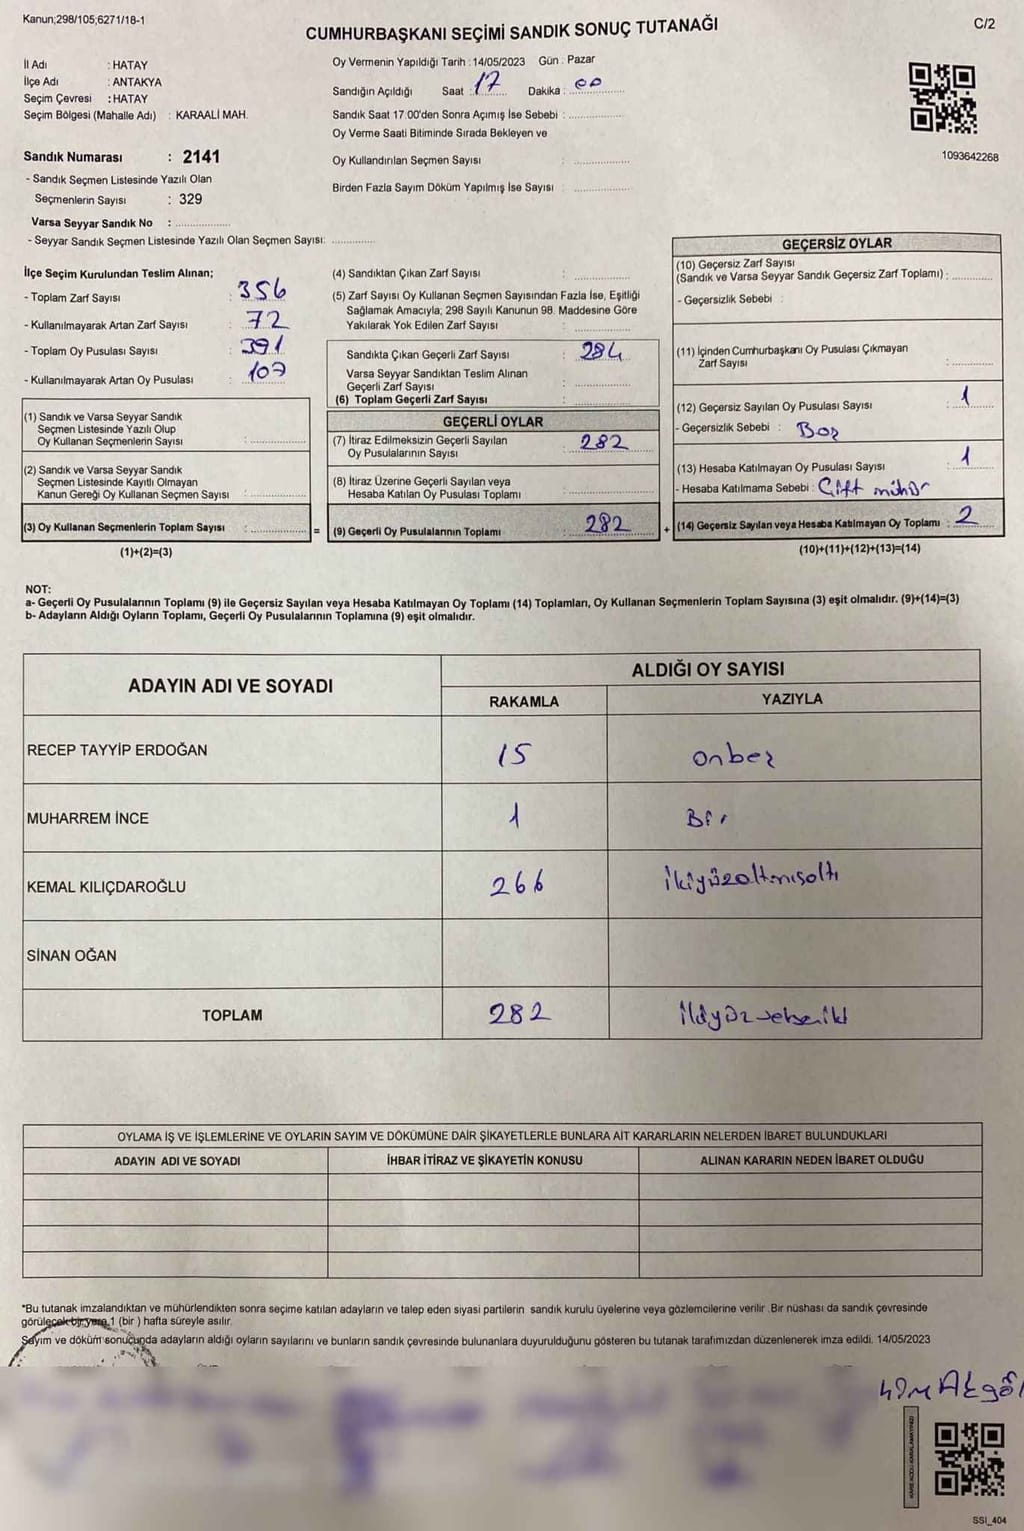 Kanun;298/105;6271/18-1
CUMHURBAŞKANI SEÇİMİ SANDIK SONUÇ TUTANAĞI
C/2
İl Adı : HATAY
İlçe Adı : ANTAKYA
Seçim Çevresi : HATAY
Seçim Bölgesi (Mahalle Adı) : KARAALİ MAH.
Oy Vermenin Yapıldığı Tarih : 14/05/2023 Gün : Pazar
Sandığın Açıldığı Saat : 17 Dakika : 00
Sandık Saat 17:00'den Sonra Açımış İse Sebebi :
Oy Verme Saati Bitiminde Sırada Bekleyen ve
Oy Kullandırılan Seçmen Sayısı :
Birden Fazla Sayım Döküm Yapılmış İse Sayısı :
1093642268
Sandık Numarası : 2141
- Sandık Seçmen Listesinde Yazılı Olan
Seçmenlerin Sayısı : 329
Varsa Seyyar Sandık No :
- Seyyar Sandık Seçmen Listesinde Yazılı Olan Seçmen Sayısı:
İlçe Seçim Kurulundan Teslim Alınan;
- Toplam Zarf Sayısı : 356
- Kullanılmayarak Artan Zarf Sayısı : 72
- Toplam Oy Pusulası Sayısı : 391
- Kullanılmayarak Artan Oy Pusulası : 107
(1) Sandık ve Varsa Seyyar Sandık
Seçmen Listesinde Yazılı Olup
Oy Kullanan Seçmenlerin Sayısı :
(2) Sandık ve Varsa Seyyar Sandık
Seçmen Listesinde Kayıtlı Olmayan
Kanun Gereği Oy Kullanan Seçmen Sayısı :
(3) Oy Kullanan Seçmenlerin Toplam Sayısı :
(1)+(2)=(3)
=
(4) Sandıktan Çıkan Zarf Sayısı :
(5) Zarf Sayısı Oy Kullanan Seçmen Sayısından Fazla İse, Eşitliği
Sağlamak Amacıyla; 298 Sayılı Kanunun 98. Maddesine Göre
Yakılarak Yok Edilen Zarf Sayısı :
Sandıkta Çıkan Geçerli Zarf Sayısı : 284
Varsa Seyyar Sandıktan Teslim Alınan
Geçerli Zarf Sayısı :
(6) Toplam Geçerli Zarf Sayısı :
GEÇERLİ OYLAR
(7) İtiraz Edilmeksizin Geçerli Sayılan
Oy Pusulalarının Sayısı : 282
(8) İtiraz Üzerine Geçerli Sayılan veya
Hesaba Katılan Oy Pusulası Toplamı :
(9) Geçerli Oy Pusulalarının Toplamı : 282
+
GEÇERSİZ OYLAR
(10) Geçersiz Zarf Sayısı
(Sandık ve Varsa Seyyar Sandık Geçersiz Zarf Toplamı) :
- Geçersizlik Sebebi :
(11) İçinden Cumhurbaşkanı Oy Pusulası Çıkmayan
Zarf Sayısı :
(12) Geçersiz Sayılan Oy Pusulası Sayısı : 1
- Geçersizlik Sebebi : Boş
(13) Hesaba Katılmayan Oy Pusulası Sayısı : 1
- Hesaba Katılmama Sebebi : Çift mühür
(14) Geçersiz Sayılan veya Hesaba Katılmayan Oy Toplamı : 2
(10)+(11)+(12)+(13)=(14)
NOT:
a- Geçerli Oy Pusulalarının Toplamı (9) ile Geçersiz Sayılan veya Hesaba Katılmayan Oy Toplamı (14) Toplamları, Oy Kullanan Seçmenlerin Toplam Sayısına (3) eşit olmalıdır. (9)+(14)=(3)
b- Adayların Aldığı Oyların Toplamı, Geçerli Oy Pusulalarının Toplamına (9) eşit olmalıdır.
ADAYIN ADI VE SOYADI
ALDIĞI OY SAYISI
RAKAMLA YAZIYLA
RECEP TAYYİP ERDOĞAN 15 onbeş
MUHARREM İNCE 1 Bir
KEMAL KILIÇDAROĞLU 266 ikiyüzaltmışaltı
SİNAN OĞAN
TOPLAM 282
OYLAMA İŞ VE İŞLEMLERİNE VE OYLARIN SAYIM VE DÖKÜMÜNE DAİR ŞİKAYETLERLE BUNLARA AİT KARARLARIN NELERDEN İBARET BULUNDUKLARI
ADAYIN ADI VE SOYADI İHBAR İTİRAZ VE ŞİKAYETİN KONUSU ALINAN KARARIN NEDEN İBARET OLDUĞU
*Bu tutanak imzalandıktan ve mühürlendikten sonra seçime katılan adayların ve talep eden siyasi partilerin sandık kurulu üyelerine veya gözlemcilerine verilir. Bir nüshası da sandık çevresinde
görülecek bir yere 1 (bir ) hafta süreyle asılır.
Sayım ve döküm sonucunda adayların aldığı oyların sayılarını ve bunların sandık çevresinde bulunanlara duyurulduğunu gösteren bu tutanak tarafımızdan düzenlenerek imza edildi. 14/05/2023
SSI_404